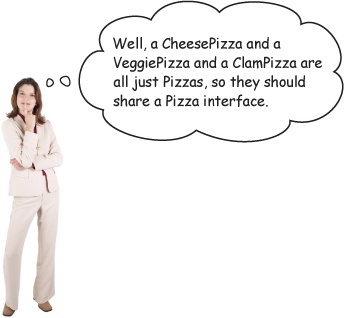 Well, a CheesePizza and a
VeggiePizza and a ClamPizza are
all just Pizzas, so they should
share a Pizza interface.